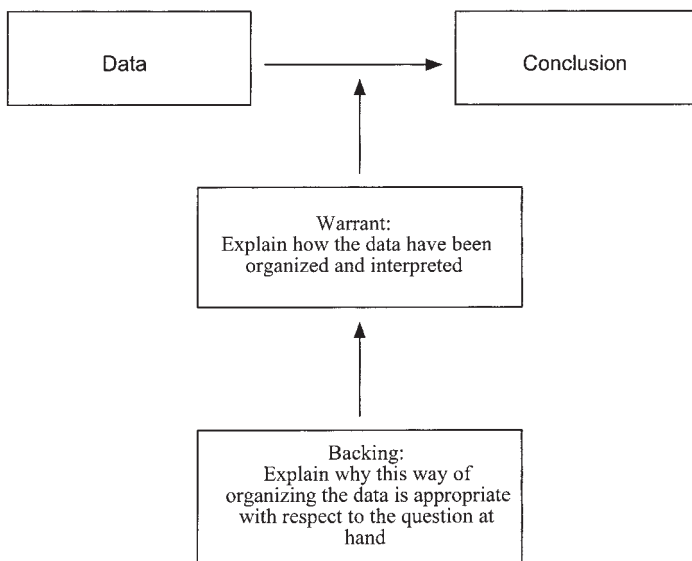 Data
Conclusion
Warrant:
Explain how the data have been
organized and interpreted
Backing:
Explain why this way of
organizing the data is appropriate
with respect to the question at
hand